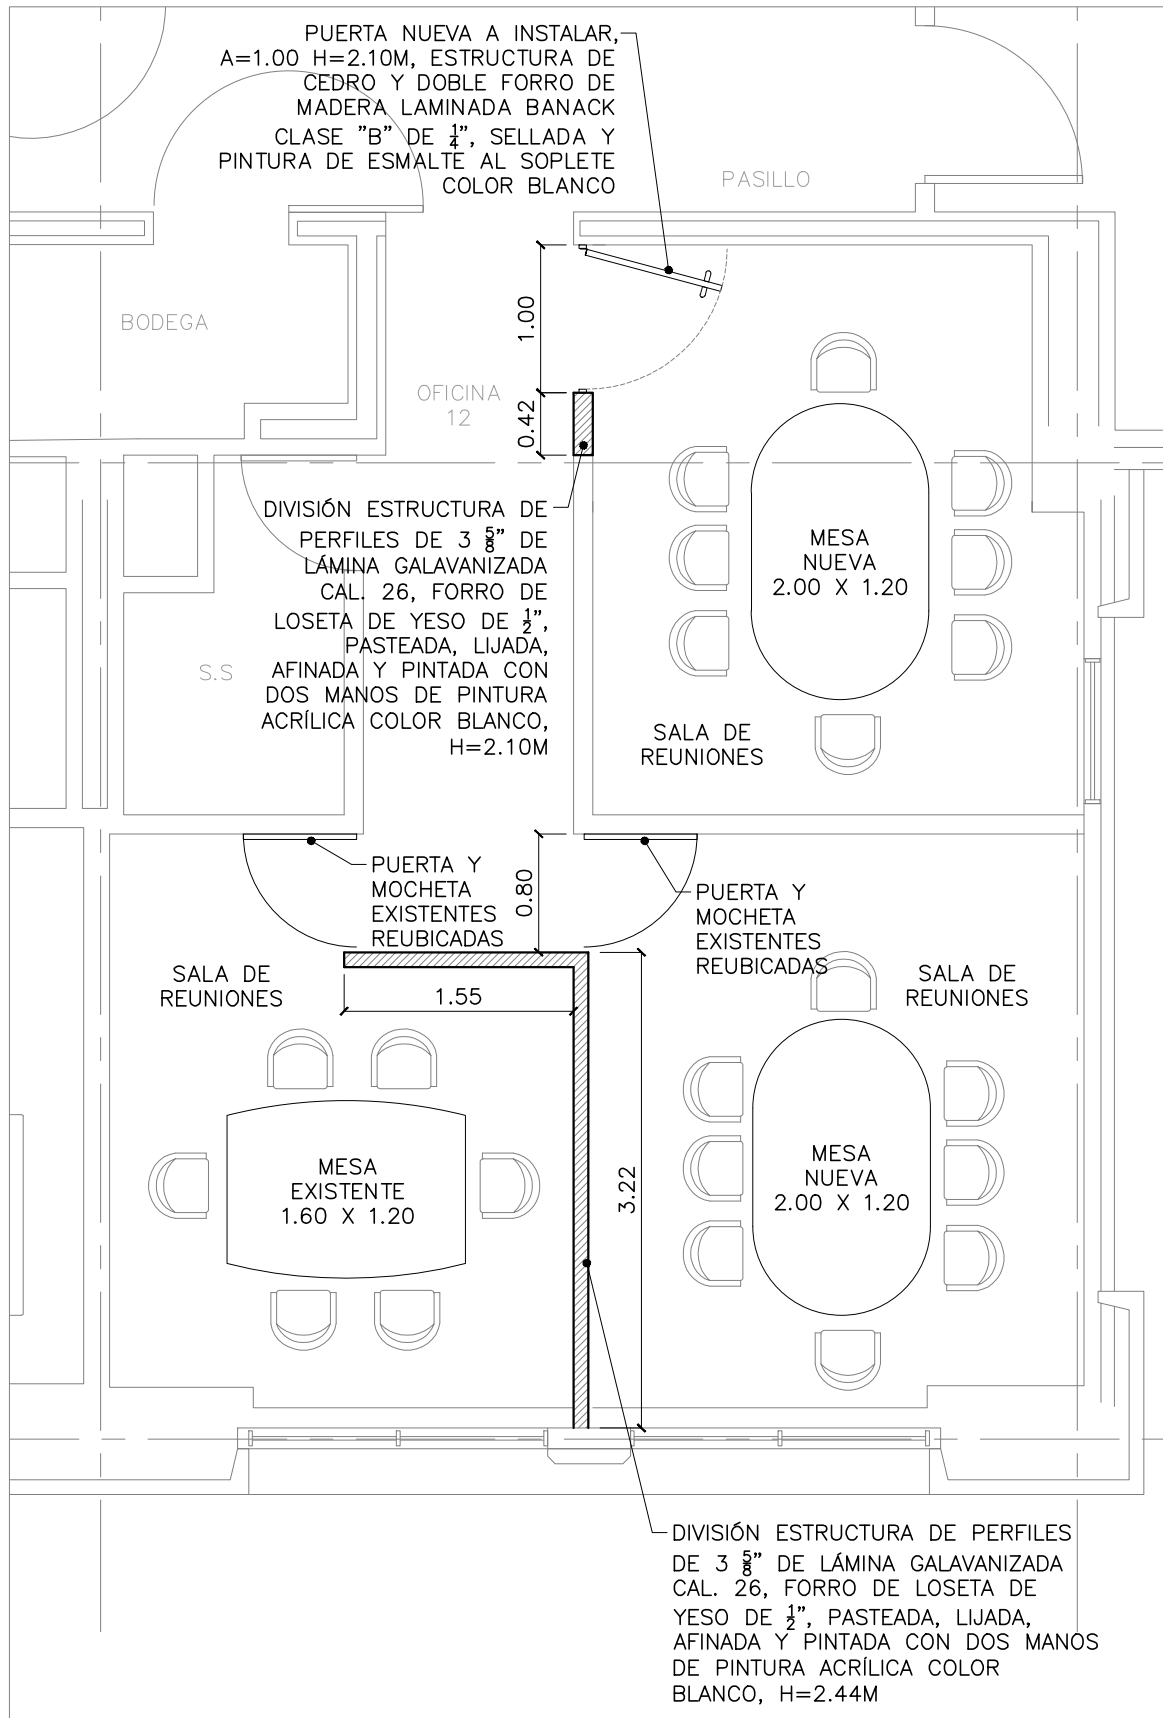 PUERTA NUEVA A INSTALAR,
A=1.00 H=2.10M, ESTRUCTURA DE
CEDRO Y DOBLE FORRO DE
MADERA LAMINADA BANACK
CLASE "B" DE 1/4", SELLADA Y
PINTURA DE ESMALTE AL SOPLETE
COLOR BLANCO
PASILLO
BODEGA
1.00
OFICINA
12
0.42
DIVISIÓN ESTRUCTURA DE
PERFILES DE 3 5/8" DE
LÁMINA GALAVANIZADA
CAL. 26, FORRO DE
LOSETA DE YESO DE 1/2",
PASTEADA, LIJADA,
AFINADA Y PINTADA CON
DOS MANOS DE PINTURA
ACRÍLICA COLOR BLANCO,
H=2.10M
MESA
NUEVA
2.00 X 1.20
S.S
SALA DE
REUNIONES
PUERTA Y
MOCHETA
EXISTENTES
REUBICADAS
0.80
PUERTA Y
MOCHETA
EXISTENTES
REUBICADAS
SALA DE
REUNIONES
1.55
SALA DE
REUNIONES
MESA
EXISTENTE
1.60 X 1.20
3.22
MESA
NUEVA
2.00 X 1.20
DIVISIÓN ESTRUCTURA DE PERFILES
DE 3 5/8" DE LÁMINA GALAVANIZADA
CAL. 26, FORRO DE LOSETA DE
YESO DE 1/2", PASTEADA, LIJADA,
AFINADA Y PINTADA CON DOS MANOS
DE PINTURA ACRÍLICA COLOR
BLANCO, H=2.44M